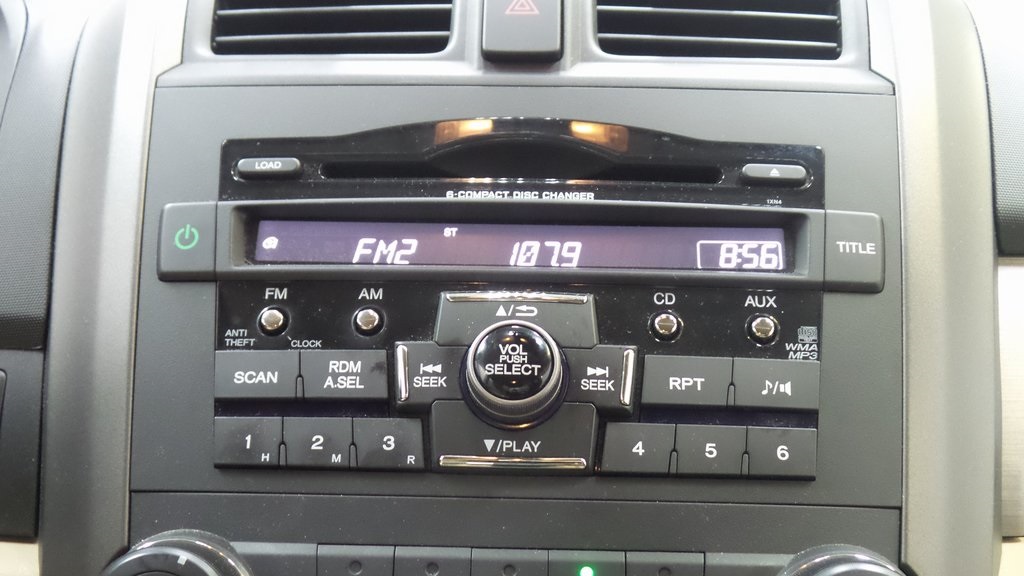 LOAD
6-COMPACT DISC CHANGER
1XN4
ST
FM2 107.9 8:56
TITLE
FM AM CD AUX
ANTI THEFT
CLOCK
WMA
MP3
SCAN
RDM
A.SEL
SEEK
VOL
PUSH
SELECT
SEEK
RPT
1 H 2 M 3 R
▼/PLAY
4 5 6